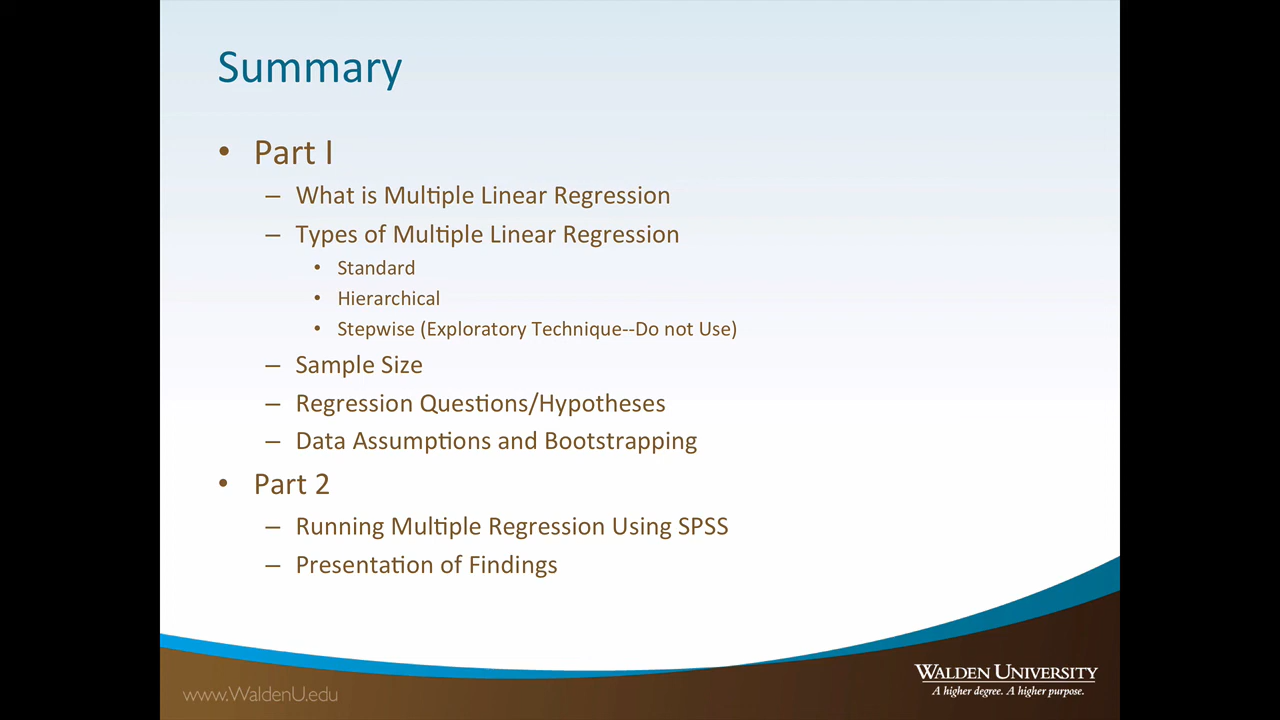 Summary
• Part I
– What is Multiple Linear Regression
– Types of Multiple Linear Regression
• Standard
• Hierarchical
• Stepwise (Exploratory Technique--Do not Use)
– Sample Size
– Regression Questions/Hypotheses
– Data Assumptions and Bootstrapping
• Part 2
– Running Multiple Regression Using SPSS
– Presentation of Findings
WALDEN UNIVERSITY
A higher degree. A higher purpose.
www.WaldenU.edu